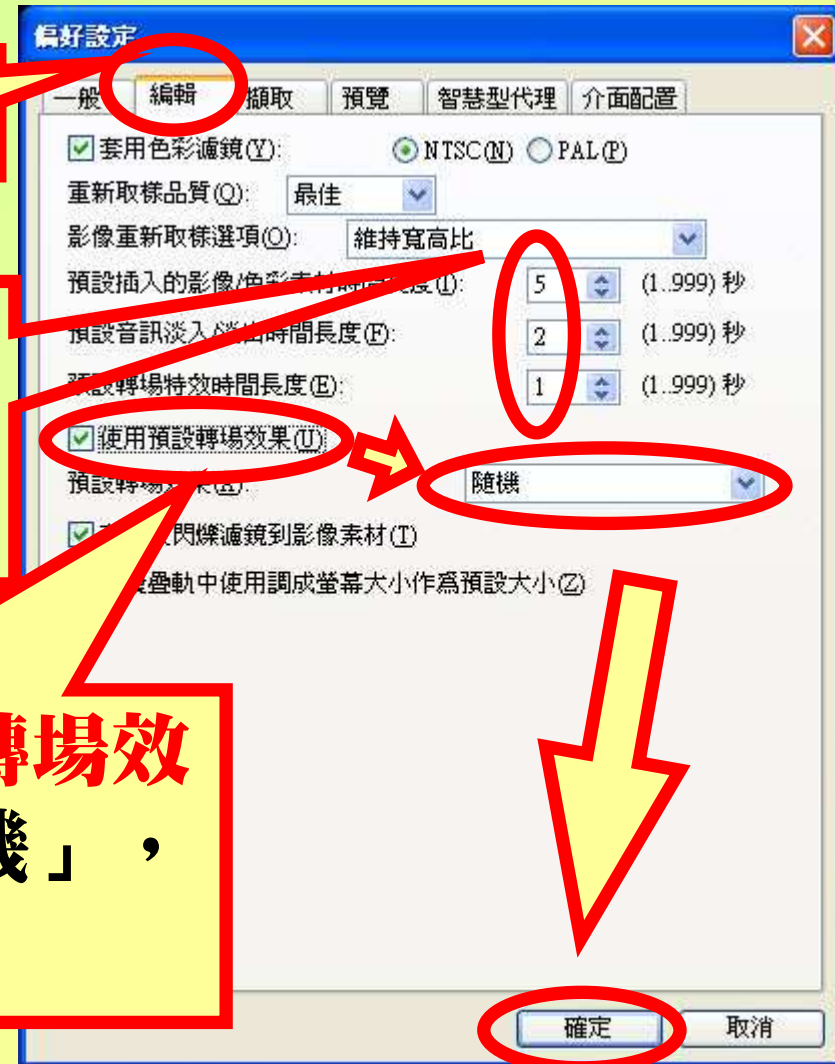 偏好設定
一般 編輯 擷取 預覽 智慧型代理 介面配置
套用色彩濾鏡(Y): NTSC(N) PAL(P)
重新取樣品質(Q): 最佳
影像重新取樣選項(O): 維持寬高比
預設插入的影像/色彩素材時間長度(I): 5 (1..999) 秒
預設音訊淡入/淡出時間長度(F): 2 (1..999) 秒
預設轉場特效時間長度(E): 1 (1..999) 秒
使用預設轉場效果(U)
預設轉場效果(X): 隨機
閃爍濾鏡到影像素材(T)
疊軌中使用調成螢幕大小作為預設大小(Z)
轉場效
機」,
確定 取消